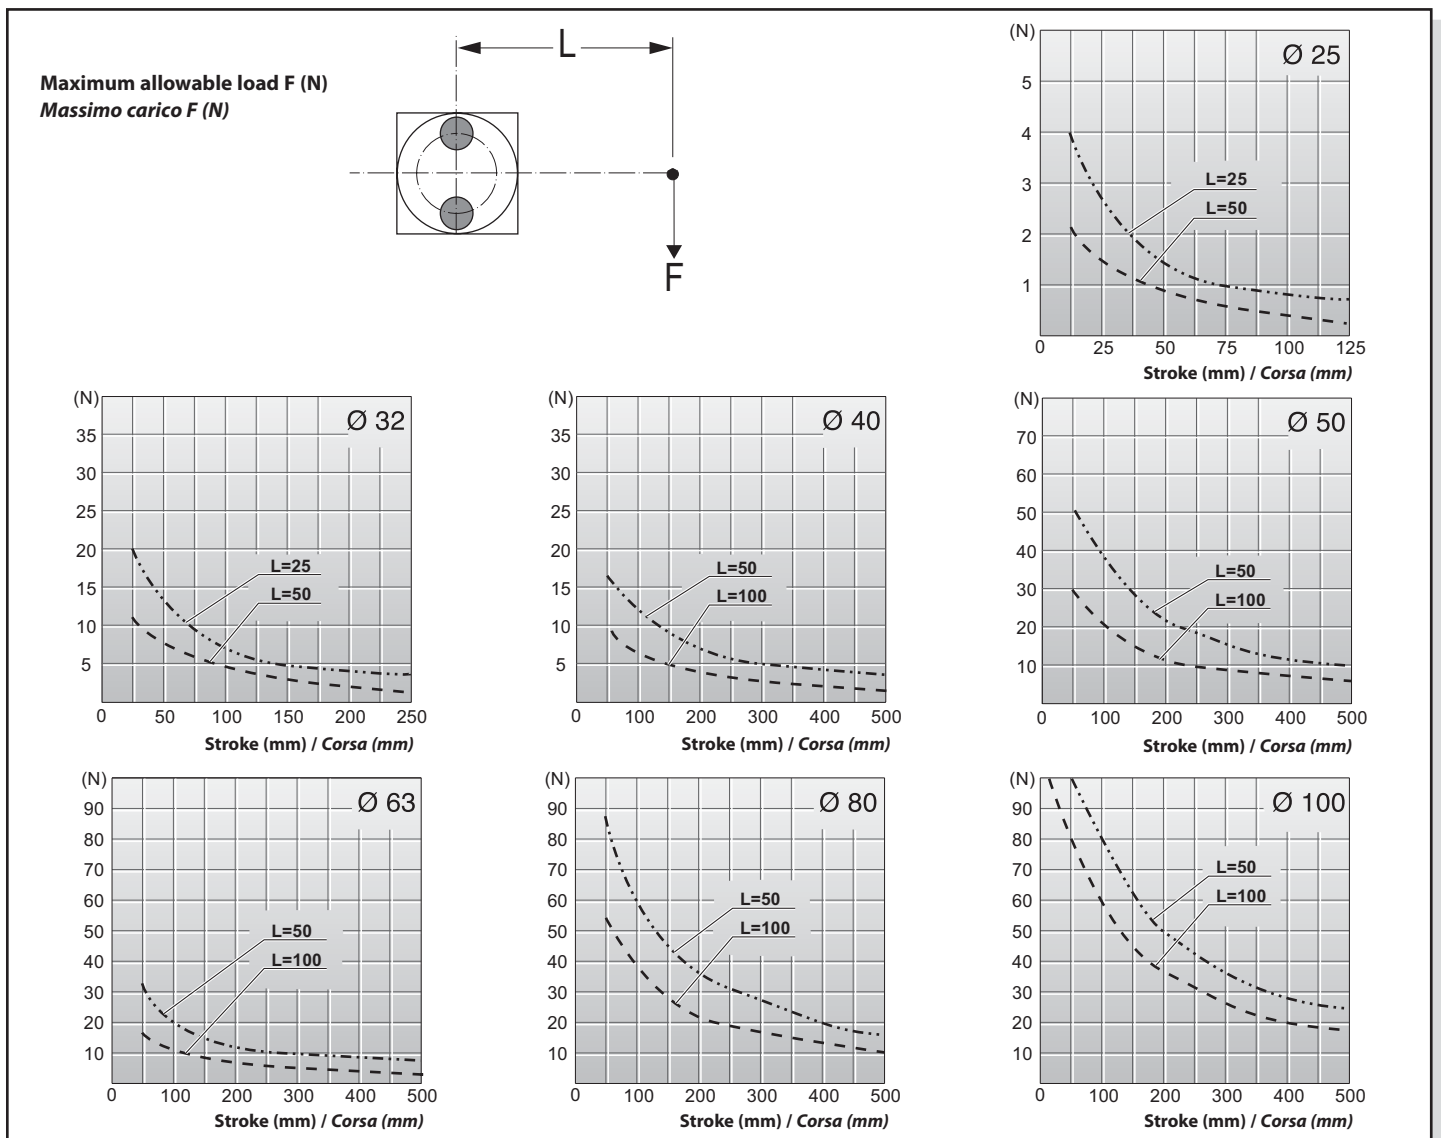 Maximum allowable load F (N)
Massimo carico F (N)
L
F
(N)
Ø 25
5
4
3
2
1
L=25
L=50
0 25 50 75 100 125
Stroke (mm) / Corsa (mm)
(N)
Ø 32
35
30
25
20
15
10
5
L=25
L=50
0 50 100 150 200 250
Stroke (mm) / Corsa (mm)
(N)
Ø 40
35
30
25
20
15
10
5
L=50
L=100
0 100 200 300 400 500
Stroke (mm) / Corsa (mm)
(N)
Ø 50
70
60
50
40
30
20
10
L=50
L=100
0 100 200 300 400 500
Stroke (mm) / Corsa (mm)
(N)
Ø 63
90
80
70
60
50
40
30
20
10
L=50
L=100
0 100 200 300 400 500
Stroke (mm) / Corsa (mm)
(N)
Ø 80
90
80
70
60
50
40
30
20
10
L=50
L=100
0 100 200 300 400 500
Stroke (mm) / Corsa (mm)
(N)
Ø 100
90
80
70
60
50
40
30
20
10
L=50
L=100
0 100 200 300 400 500
Stroke (mm) / Corsa (mm)